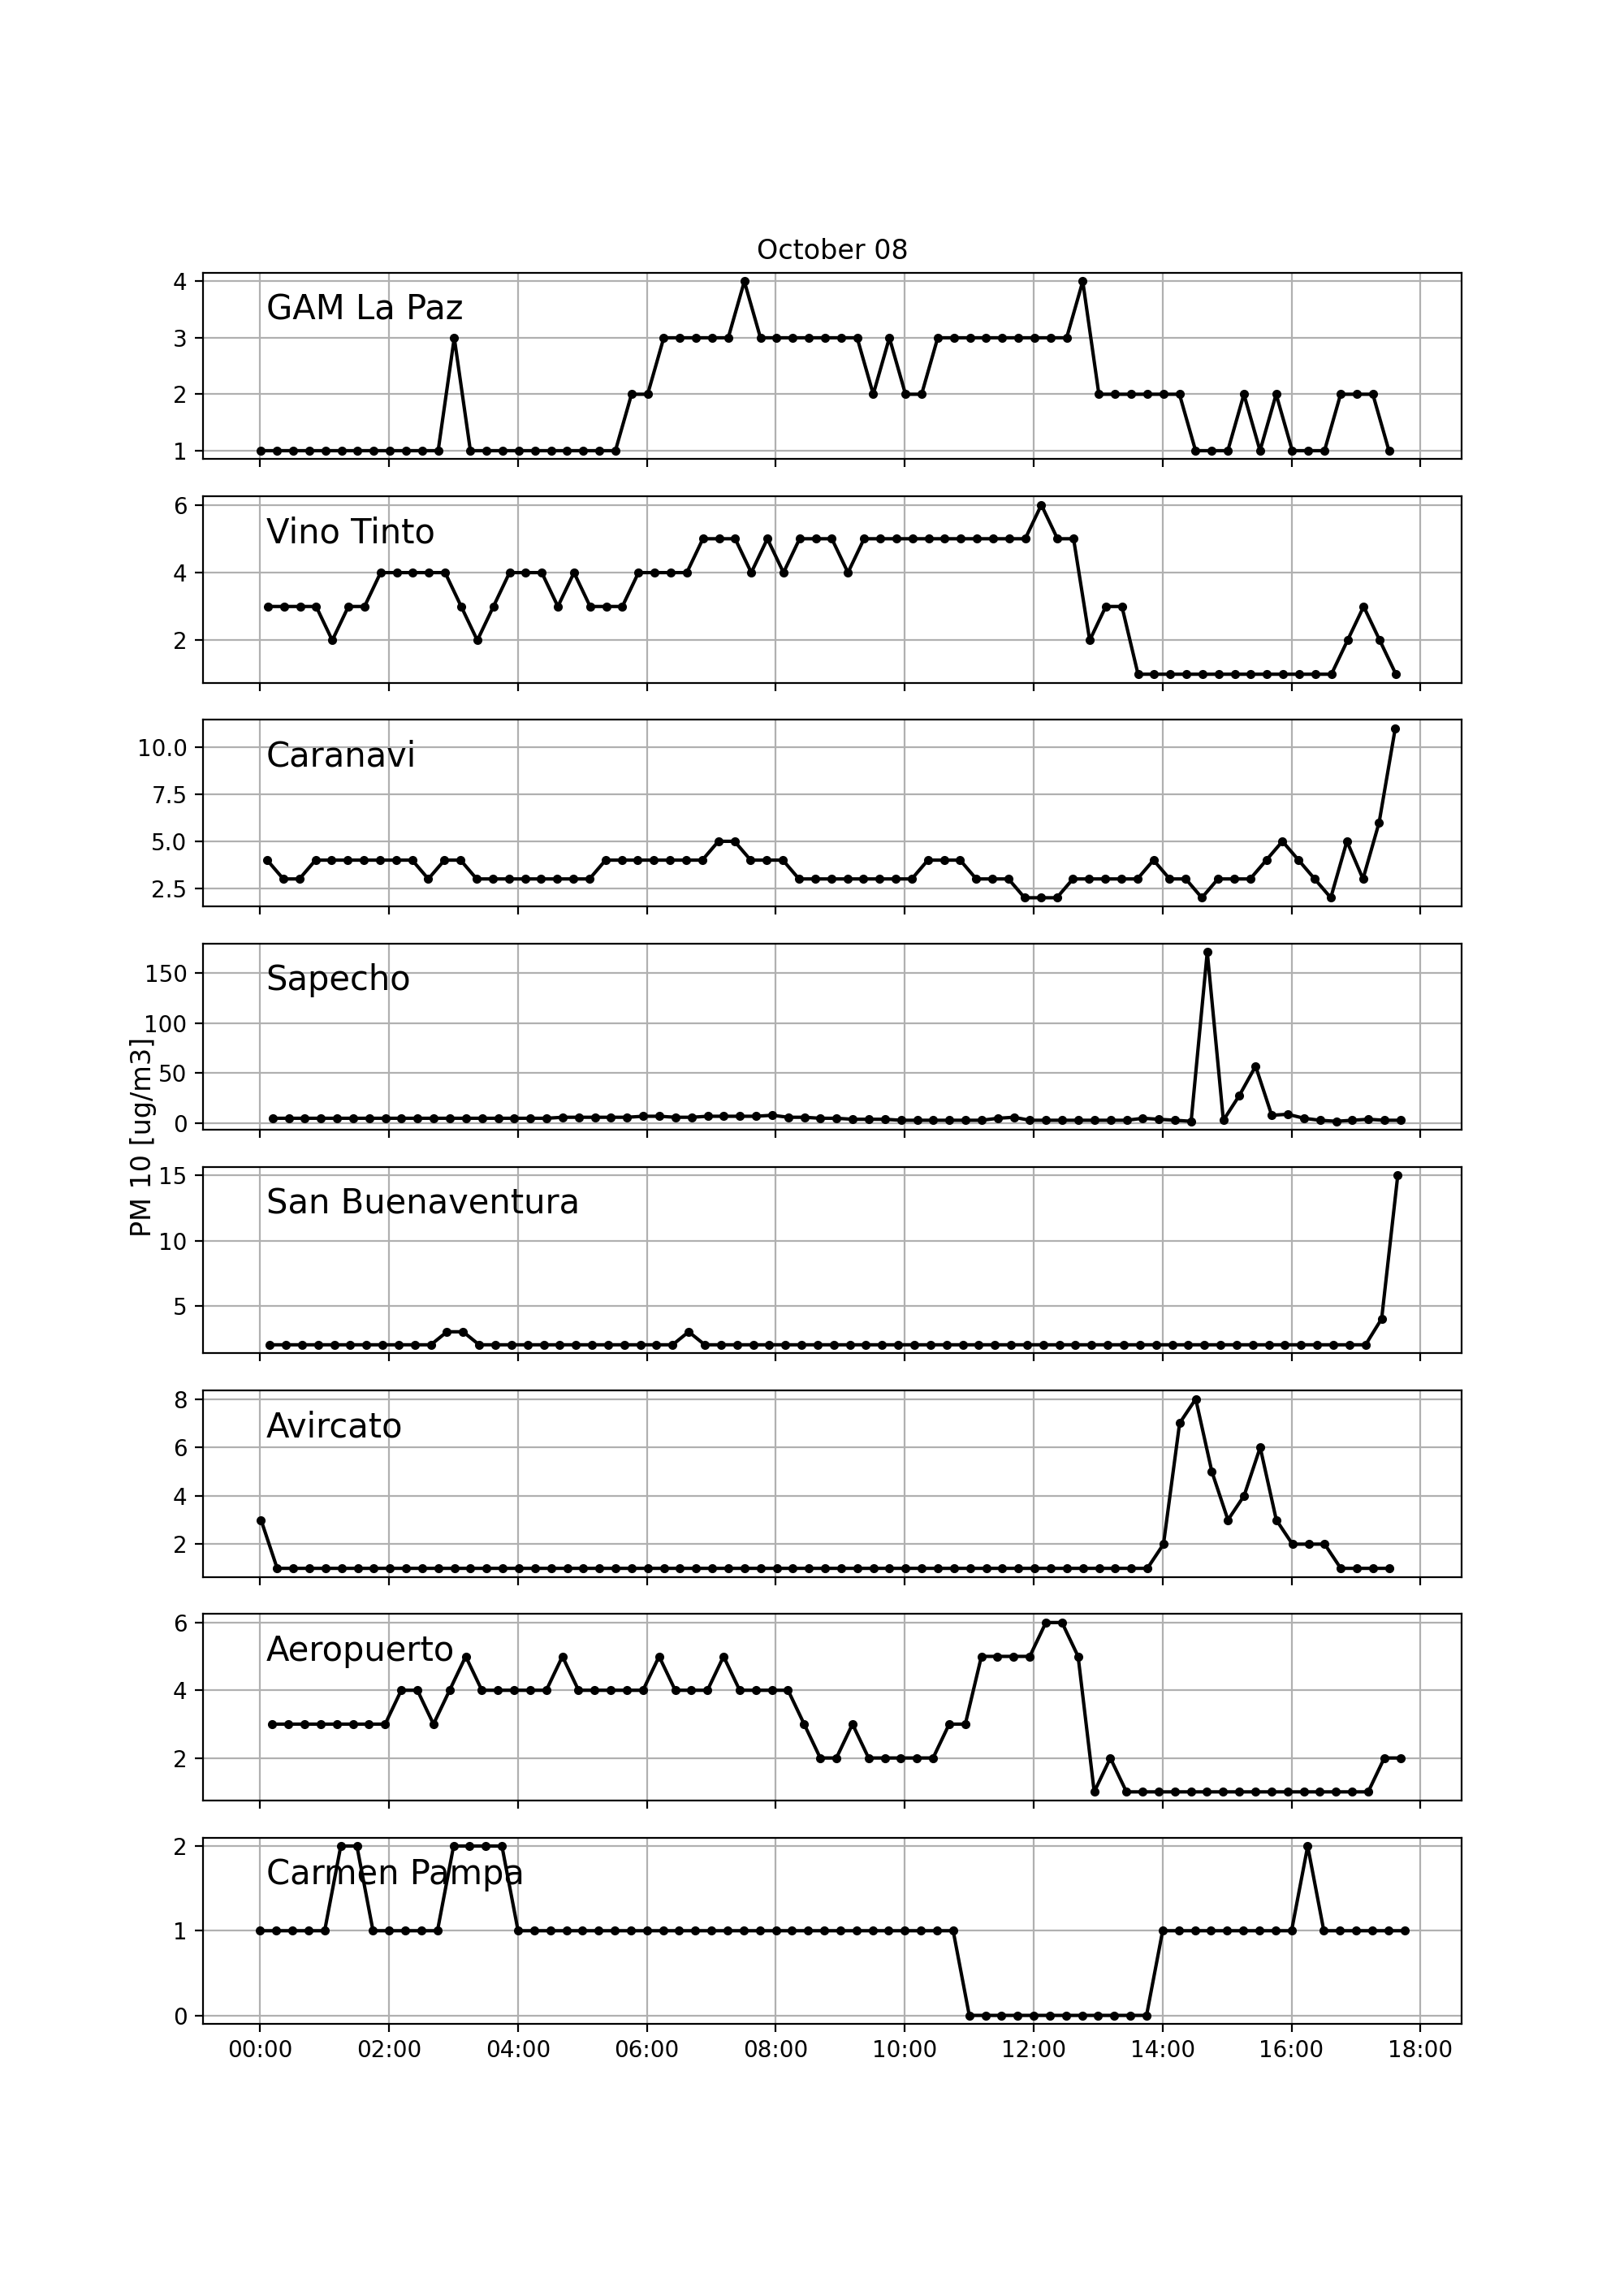 October 08
4
GAM La Paz
3
2
1
6
Vino Tinto
4
2
10.0
Caranavi
7.5
5.0
2.5
150
Sapecho
100
50
0
PM 10 [ug/m3]
15
San Buenaventura
10
5
8
Avircato
6
4
2
6
Aeropuerto
4
2
2
Carmen Pampa
1
0
00:00 02:00 04:00 06:00 08:00 10:00 12:00 14:00 16:00 18:00